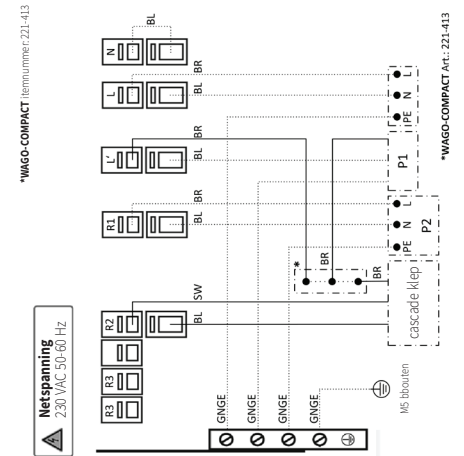 *WAGO-COMPACT Itemnummer:221-413
Netspanning
230 VAC 50-60 Hz
R3
R3
R2
R1
L'
L
N
BL
SW
BL
BR
BL
BR
BL
BR
BL
GNGE
GNGE
GNGE
GNGE
*
BR
BR
M5 bbouten
cascade klep
PE
N
L
P2
P1
PE
N
L
*WAGO-COMPACT Art.: 221-413